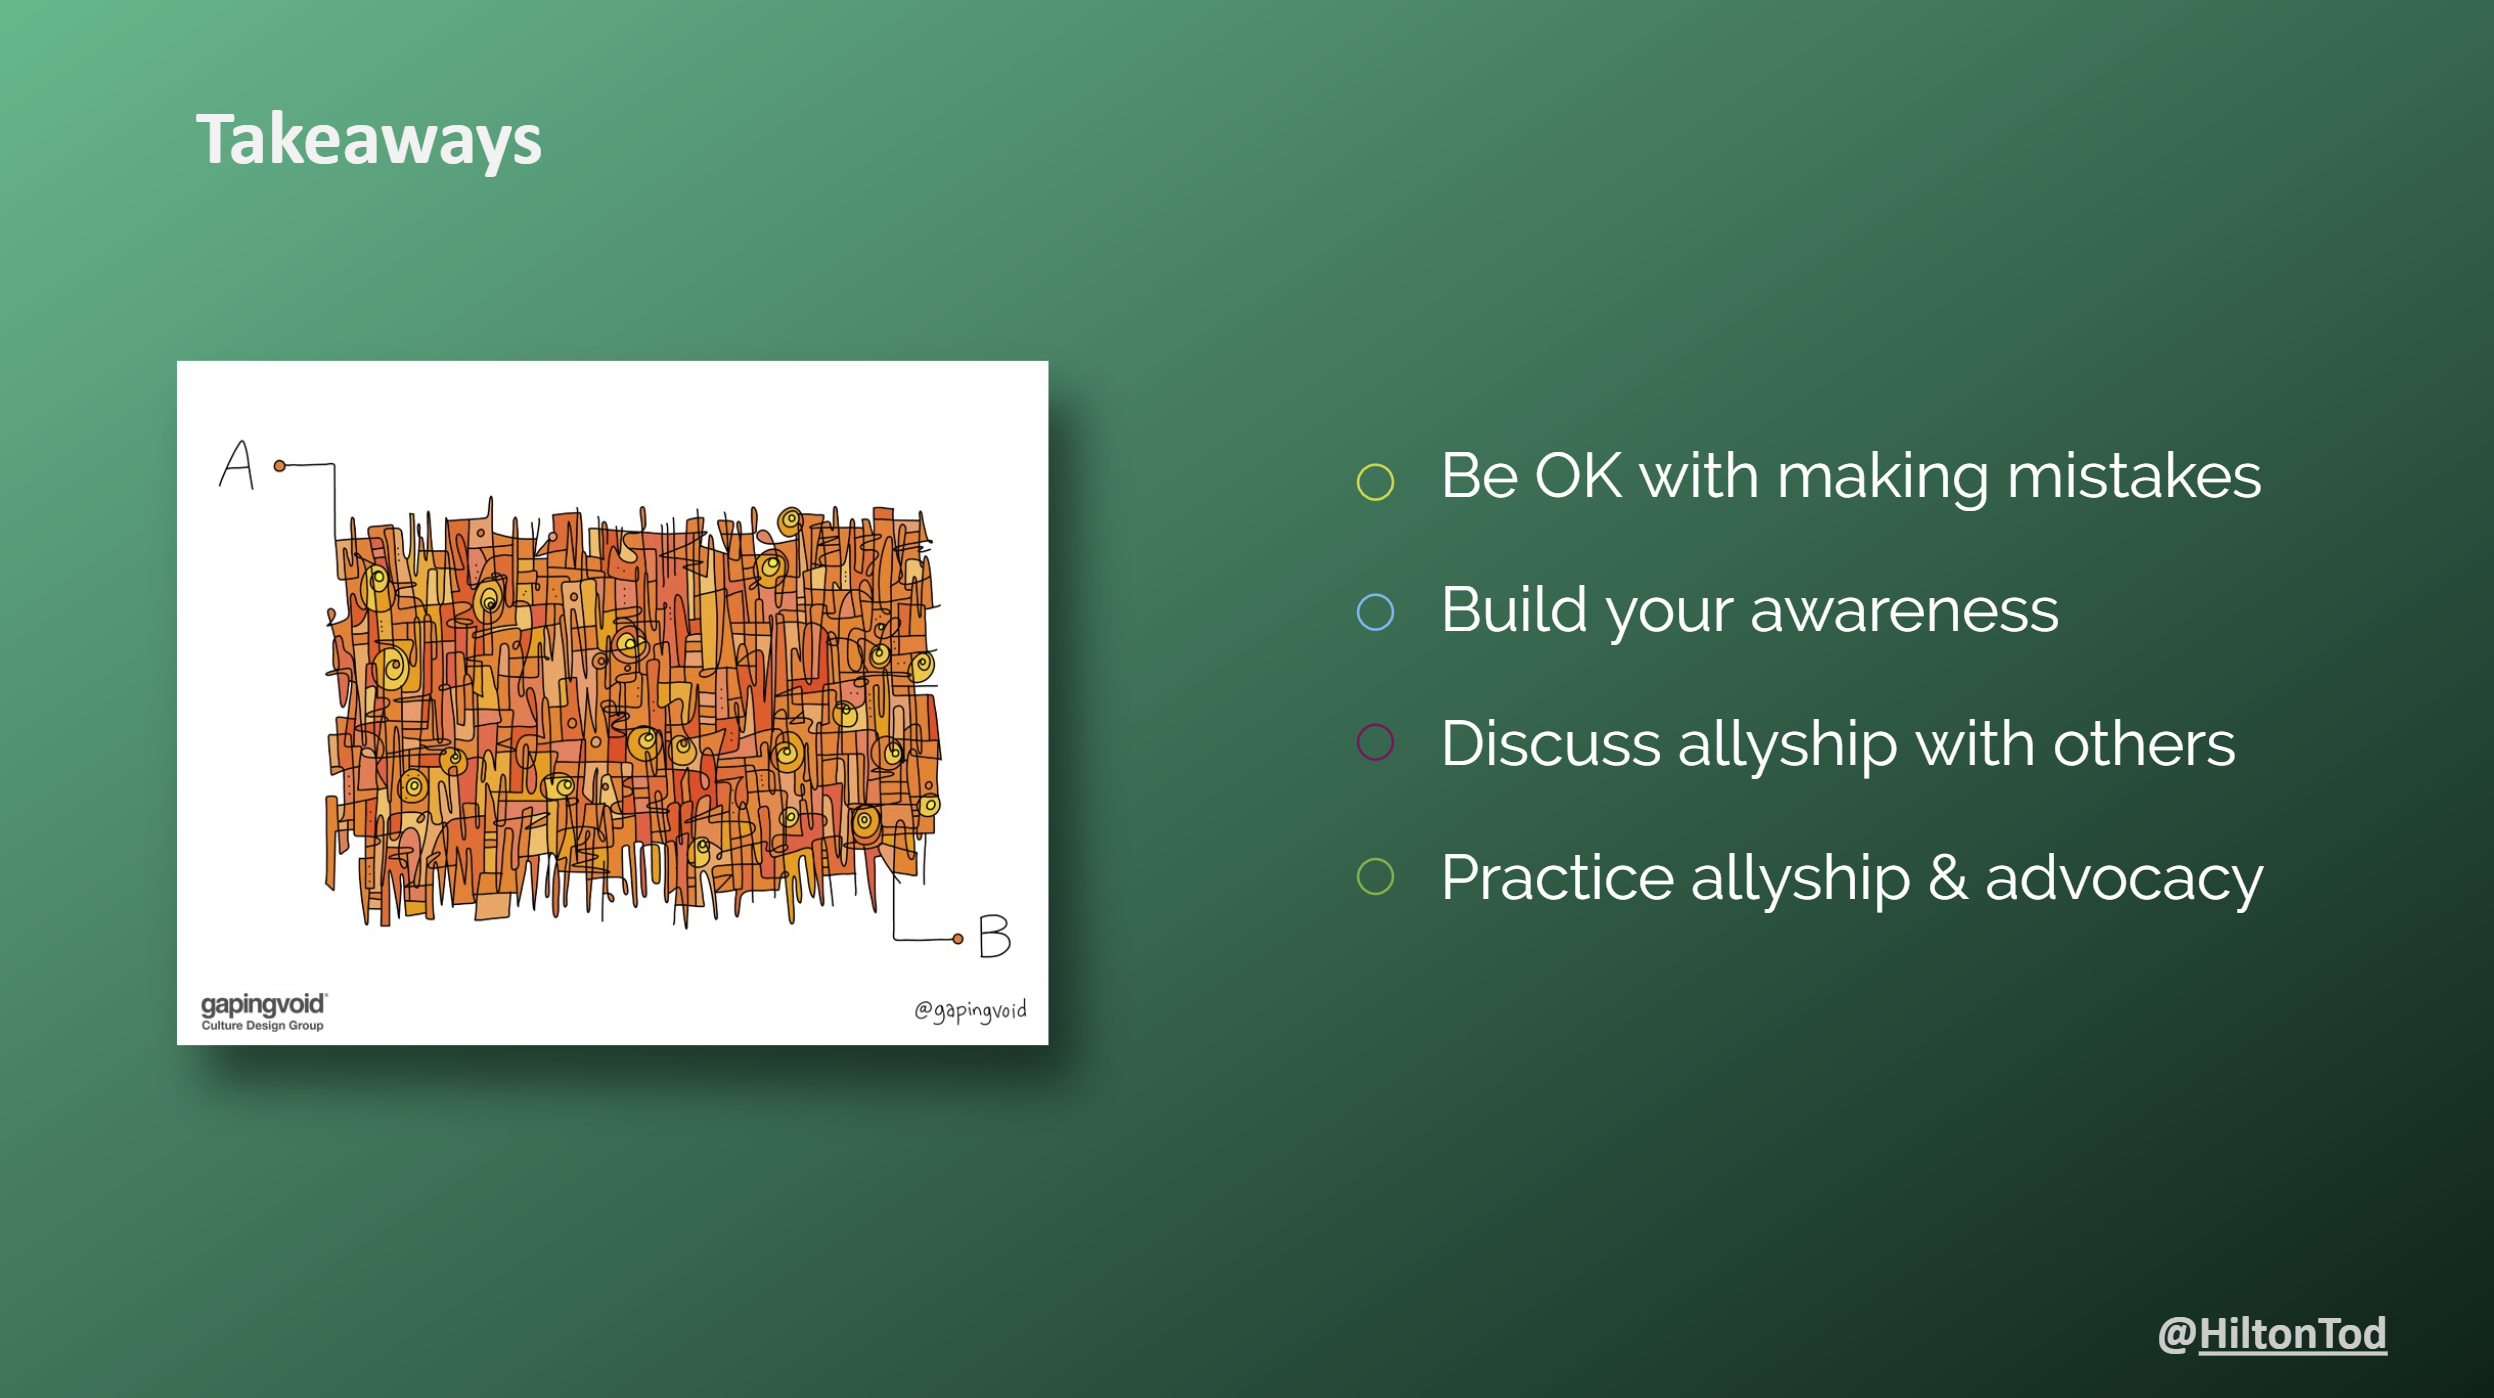 Takeaways
A
B
gapingvoid®
Culture Design Group
@gapingvoid
Be OK with making mistakes
Build your awareness
Discuss allyship with others
Practice allyship & advocacy
@HiltonTod